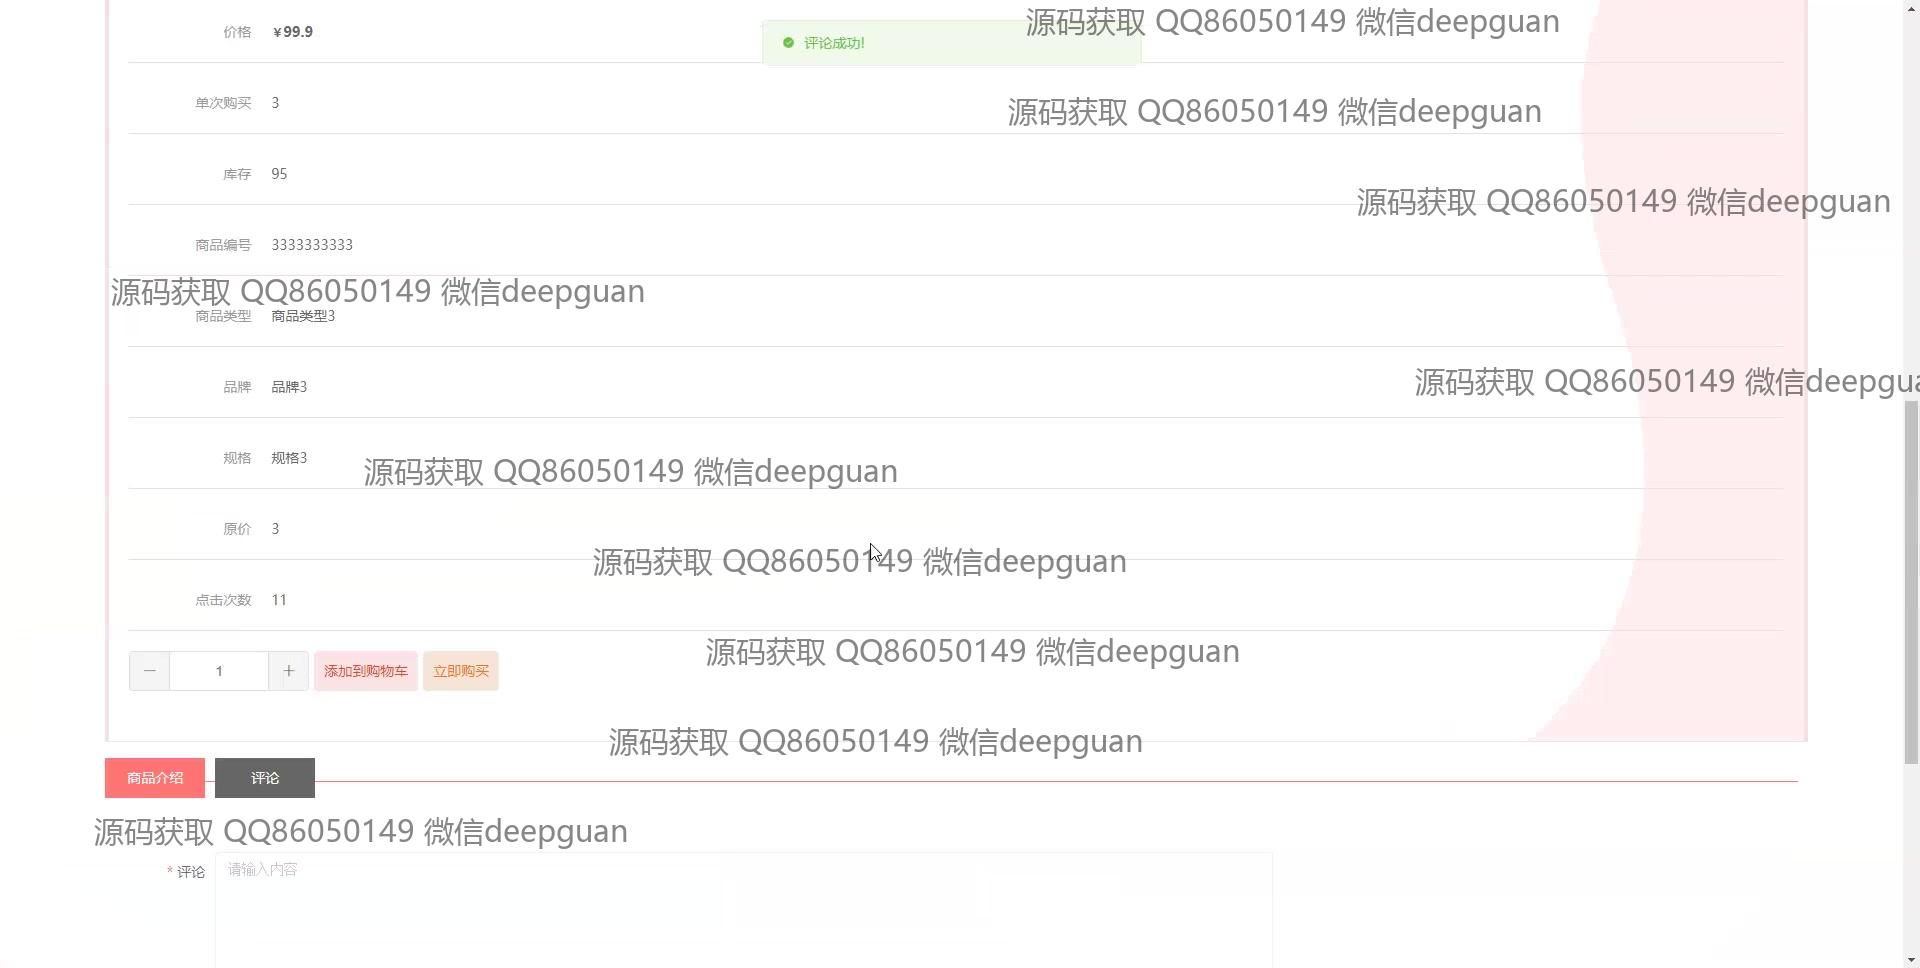 价格 ¥99.9
评论成功!
源码获取 QQ86050149 微信deepguan
单次购买 3
源码获取 QQ86050149 微信deepguan
库存 95
源码获取 QQ86050149 微信deepguan
商品编号 3333333333
源码获取 QQ86050149 微信deepguan
商品类型 商品类型3
品牌 品牌3
源码获取 QQ86050149 微信deepgua
规格 规格3
源码获取 QQ86050149 微信deepguan
原价 3
源码获取 QQ86050149 微信deepguan
点击次数 11
源码获取 QQ86050149 微信deepguan
— 1 + 添加到购物车 立即购买
源码获取 QQ86050149 微信deepguan
商品介绍 评论
源码获取 QQ86050149 微信deepguan
* 评论 请输入内容